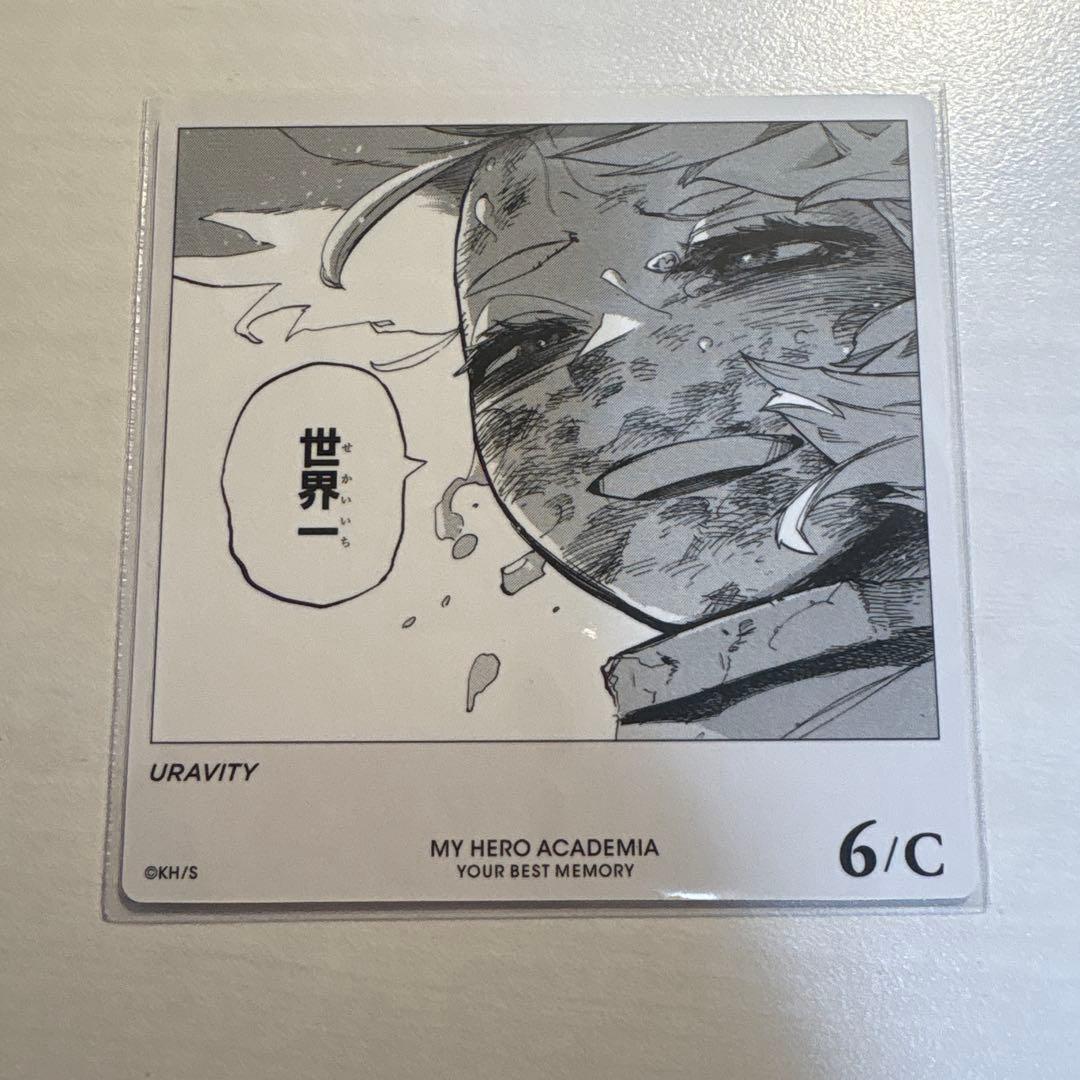 世界一
せかいいち
URAVITY
MY HERO ACADEMIA
YOUR BEST MEMORY
©KH/S
6/C